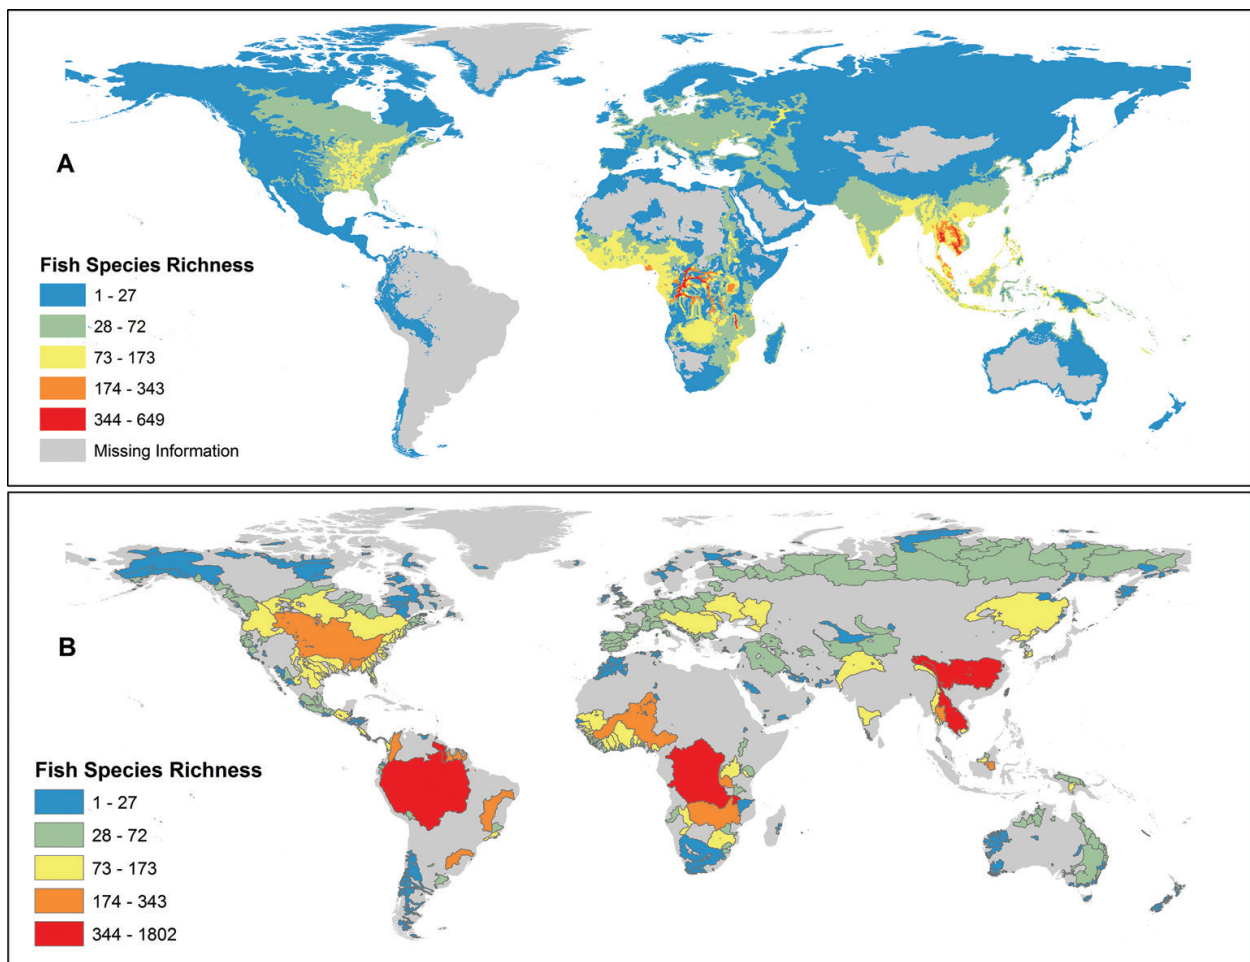 A
Fish Species Richness
1 - 27
28 - 72
73 - 173
174 - 343
344 - 649
Missing Information
B
Fish Species Richness
1 - 27
28 - 72
73 - 173
174 - 343
344 - 1802